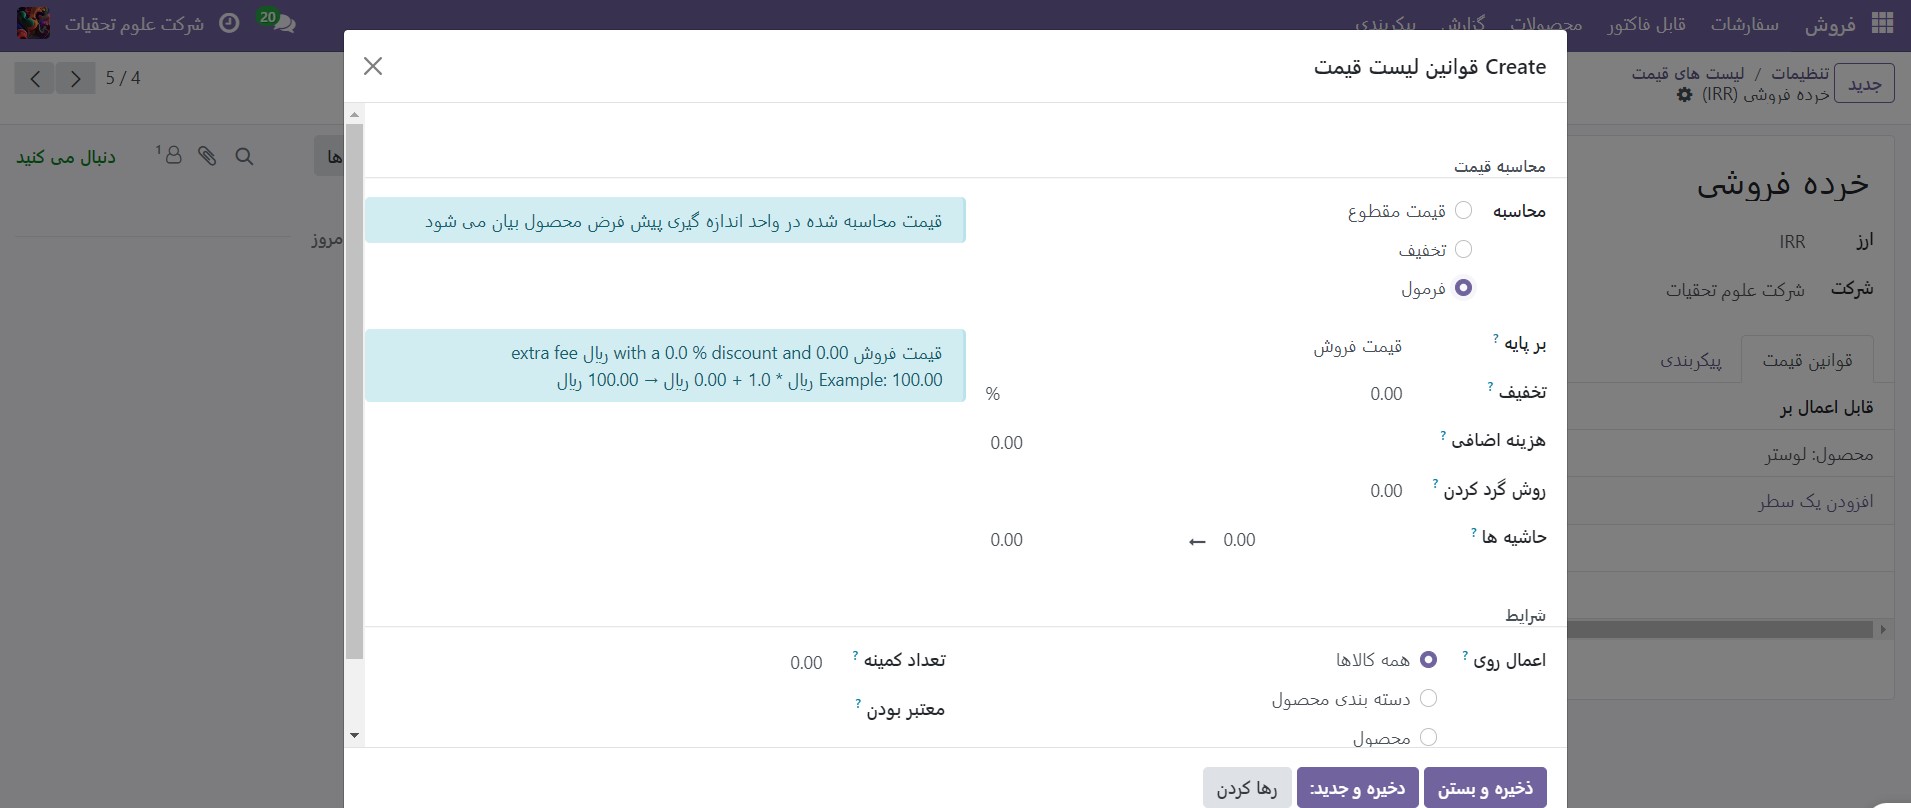 فروش
سفارشات
قابل فاکتور
محصولات
گزارش
پیکربندی
20
شرکت علوم تحقیات
جدید
تنظیمات / لیست های قیمت
خرده فروشی (IRR)
5 / 4
Create قوانین لیست قیمت
ها
1
دنبال می کنید
امروز
خرده فروشی
ارز
IRR
شرکت
شرکت علوم تحقیات
قوانین قیمت
پیکربندی
قابل اعمال بر
محصول: لوستر
افزودن یک سطر
محاسبه قیمت
محاسبه
قیمت مقطوع
تخفیف
فرمول
قیمت محاسبه شده در واحد اندازه گیری پیش فرض محصول بیان می شود
بر پایه ?
قیمت فروش
قیمت فروش with a 0.0 % discount and 0.00 ریال extra fee
Example: 100.00 ریال * 1.0 + 0.00 ریال → 100.00 ریال
تخفیف ?
0.00
%
هزینه اضافی ?
0.00
روش گرد کردن ?
0.00
حاشیه ها ?
0.00 ← 0.00
شرایط
اعمال روی ?
همه کالاها
دسته بندی محصول
محصول
تعداد کمینه ?
0.00
معتبر بودن ?
ذخیره و بستن
دخیره و جدید:
رها کردن